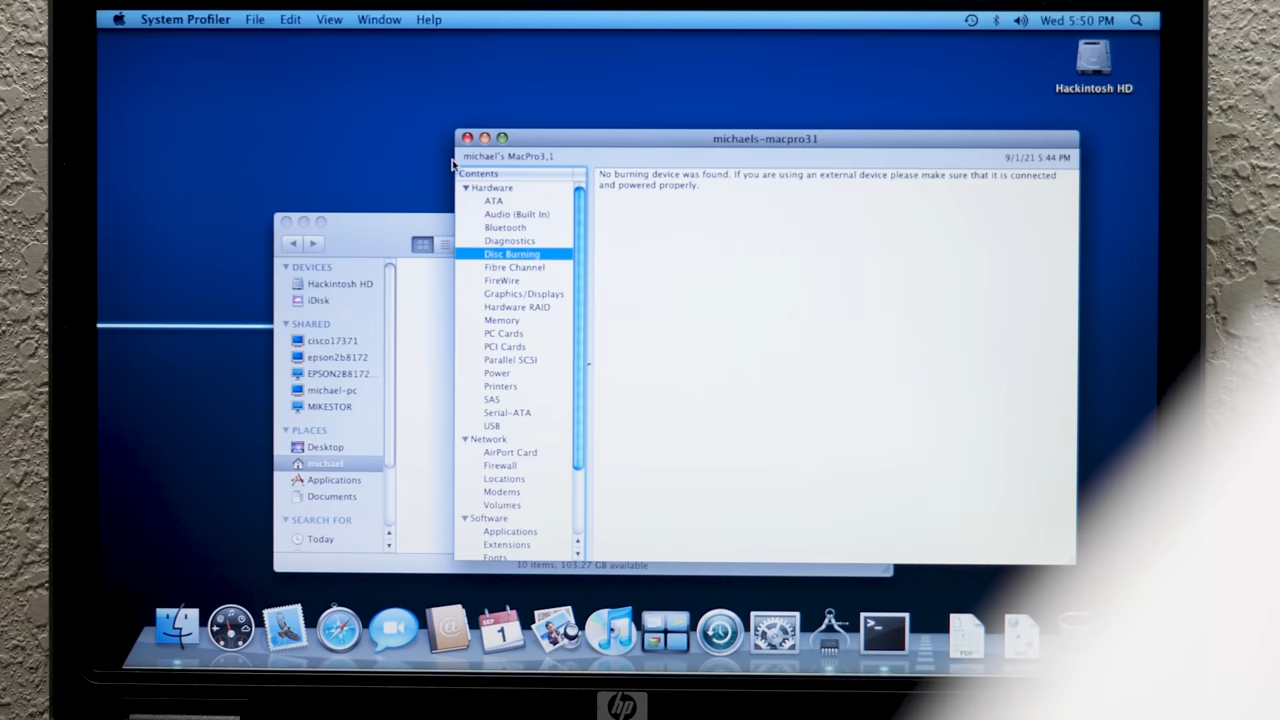 System Profiler File Edit View Window Help
Wed 5:50 PM
Hackintosh HD
michaels-macpro31
michael's MacPro3,1
9/1/21 5:44 PM
Contents
Hardware
ATA
Audio (Built In)
Bluetooth
Diagnostics
Disc Burning
Fibre Channel
FireWire
Graphics/Displays
Hardware RAID
Memory
PC Cards
PCI Cards
Parallel SCSI
Power
Printers
SAS
Serial-ATA
USB
Network
AirPort Card
Firewall
Locations
Modems
Volumes
Software
Applications
Extensions
Fonts
No burning device was found. If you are using an external device please make sure that it is connected
and powered properly.
DEVICES
Hackintosh HD
iDisk
SHARED
cisco17371
epson2b8172
EPSON2B8172...
michael-pc
MIKESTOR
PLACES
Desktop
michael
Applications
Documents
SEARCH FOR
Today
10 items, 103.27 GB available
SEP
1
PDF
hp